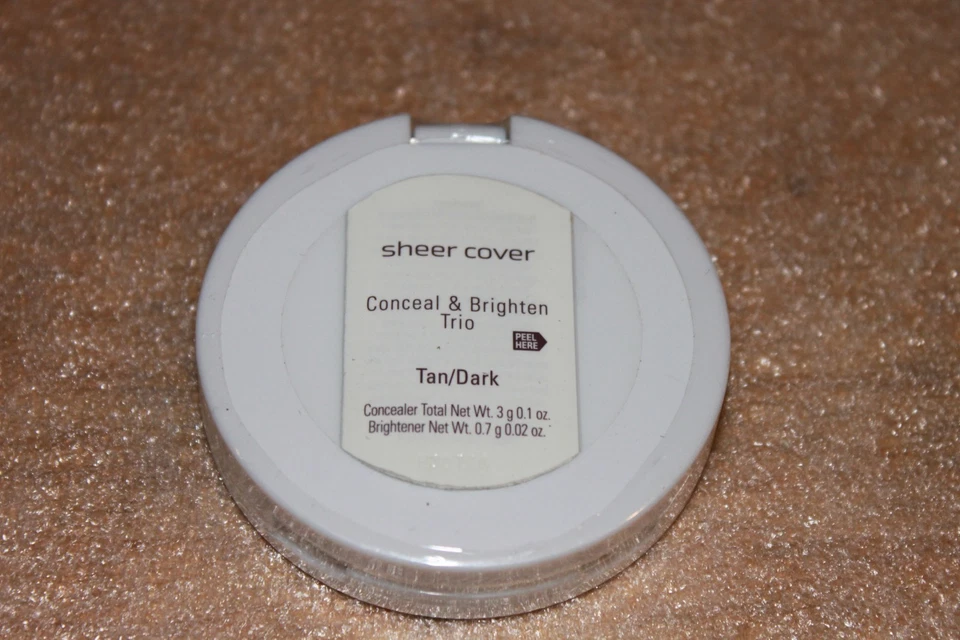 sheer cover
Conceal & Brighten
Trio
PEEL
HERE
Tan/Dark
Concealer Total Net Wt. 3 g 0.1 oz.
Brightener Net Wt. 0.7 g 0.02 oz.